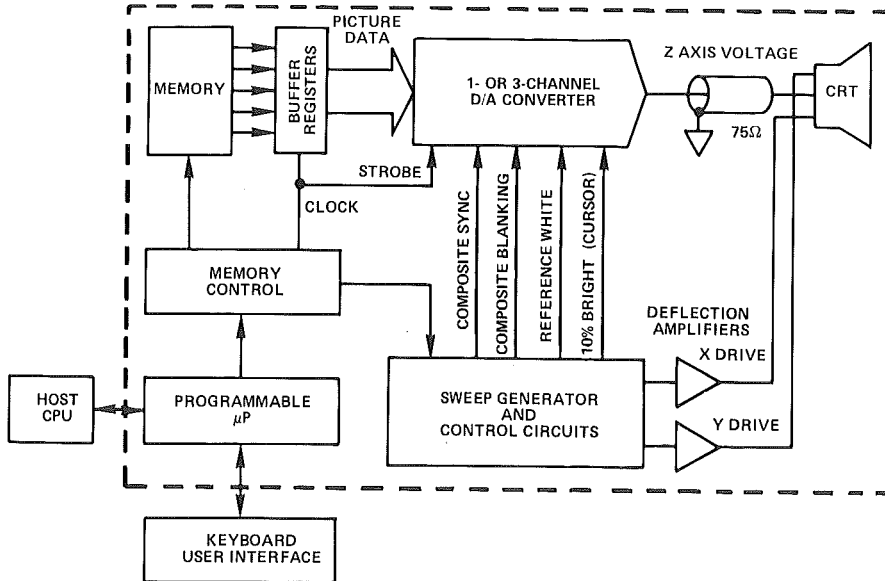 PICTURE
DATA
MEMORY
BUFFER
REGISTERS
1- OR 3-CHANNEL
D/A CONVERTER
Z AXIS VOLTAGE
75Ω
CRT
STROBE
CLOCK
MEMORY
CONTROL
COMPOSITE SYNC
COMPOSITE BLANKING
REFERENCE WHITE
10% BRIGHT (CURSOR)
DEFLECTION
AMPLIFIERS
X DRIVE
HOST
CPU
PROGRAMMABLE
μP
SWEEP GENERATOR
AND
CONTROL CIRCUITS
Y DRIVE
KEYBOARD
USER INTERFACE